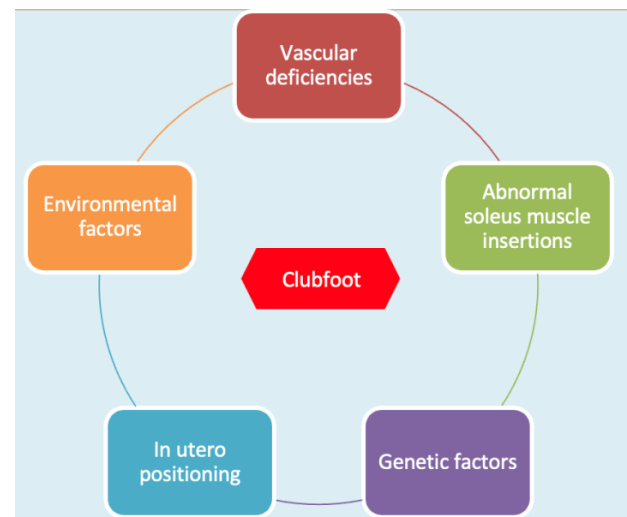 Vascular
deficiencies
Environmental
factors
Abnormal
soleus muscle
insertions
Clubfoot
In utero
positioning
Genetic factors